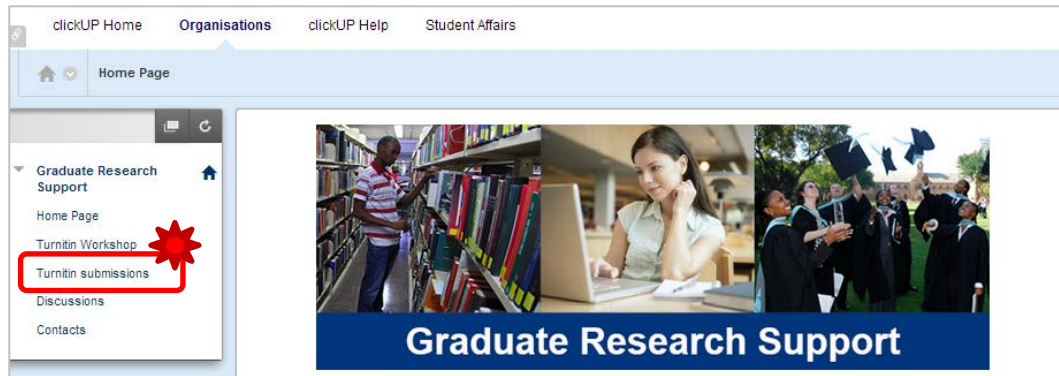 clickUP Home Organisations clickUP Help Student Affairs
Home Page
Graduate Research
Support
Home Page
Turnitin Workshop
Turnitin submissions
Discussions
Contacts
Graduate Research Support